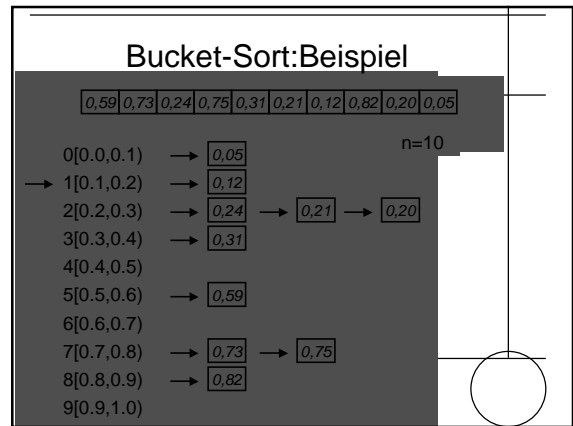 Bucket-Sort:Beispiel
0,59 0,73 0,24 0,75 0,31 0,21 0,12 0,82 0,20 0,05
n=10
0[0.0,0.1) → 0,05
→ 1[0.1,0.2) → 0,12
2[0.2,0.3) → 0,24 → 0,21 → 0,20
3[0.3,0.4) → 0,31
4[0.4,0.5)
5[0.5,0.6) → 0,59
6[0.6,0.7)
7[0.7,0.8) → 0,73 → 0,75
8[0.8,0.9) → 0,82
9[0.9,1.0)